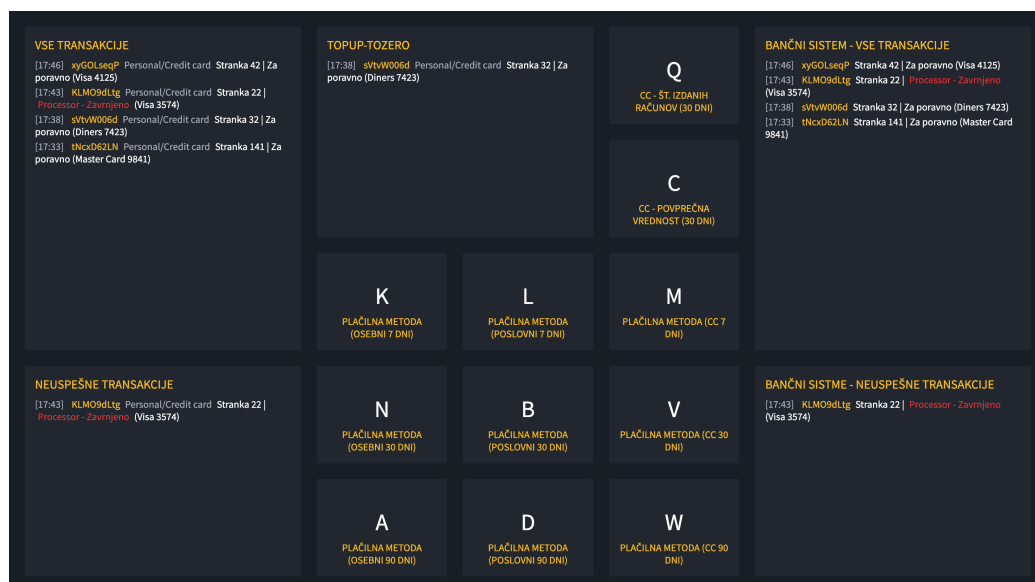 VSE TRANSAKCIJE
[17:46] xyGOLseqP Personal/Credit card Stranka 42 | Za
poravno (Visa 4125)
[17:43] KLMO9dLtg Personal/Credit card Stranka 22 |
Processor - Zavrnjeno (Visa 3574)
[17:38] sVtvW006d Personal/Credit card Stranka 32 | Za
poravno (Diners 7423)
[17:33] tNcxD62LN Personal/Credit card Stranka 141 | Za
poravno (Master Card 9841)
TOPUP-TOZERO
[17:38] sVtvW006d Personal/Credit card Stranka 32 | Za
poravno (Diners 7423)
Q
CC - ŠT. IZDANIH
RAČUNOV (30 DNI)
C
CC - POVPREČNA
VREDNOST (30 DNI)
BANČNI SISTEM - VSE TRANSAKCIJE
[17:46] xyGOLseqP Stranka 42 | Za poravno (Visa 4125)
[17:43] KLMO9dLtg Stranka 22 | Processor - Zavrnjeno
(Visa 3574)
[17:38] sVtvW006d Stranka 32 | Za poravno (Diners 7423)
[17:33] tNcxD62LN Stranka 141 | Za poravno (Master Card
9841)
K
PLAČILNA METODA
(OSEBNI 7 DNI)
L
PLAČILNA METODA
(POSLOVNI 7 DNI)
M
PLAČILNA METODA (CC 7
DNI)
NEUSPEŠNE TRANSAKCIJE
[17:43] KLMO9dLtg Personal/Credit card Stranka 22 |
Processor - Zavrnjeno (Visa 3574)
N
PLAČILNA METODA
(OSEBNI 30 DNI)
B
PLAČILNA METODA
(POSLOVNI 30 DNI)
V
PLAČILNA METODA (CC 30
DNI)
BANČNI SISTME - NEUSPEŠNE TRANSAKCIJE
[17:43] KLMO9dLtg Stranka 22 | Processor - Zavrnjeno
(Visa 3574)
A
PLAČILNA METODA
(OSEBNI 90 DNI)
D
PLAČILNA METODA
(POSLOVNI 90 DNI)
W
PLAČILNA METODA (CC 90
DNI)